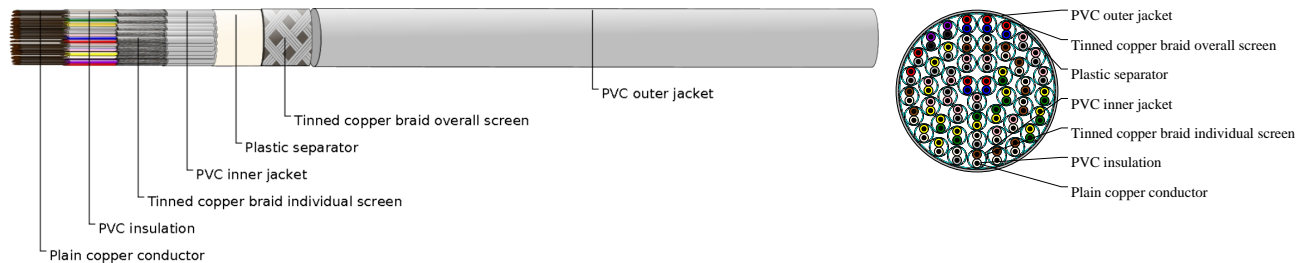 PVC outer jacket
Tinned copper braid overall screen
Plastic separator
PVC inner jacket
Tinned copper braid individual screen
PVC insulation
Plain copper conductor
PVC outer jacket
Tinned copper braid overall screen
Plastic separator
PVC inner jacket
Tinned copper braid individual screen
PVC insulation
Plain copper conductor